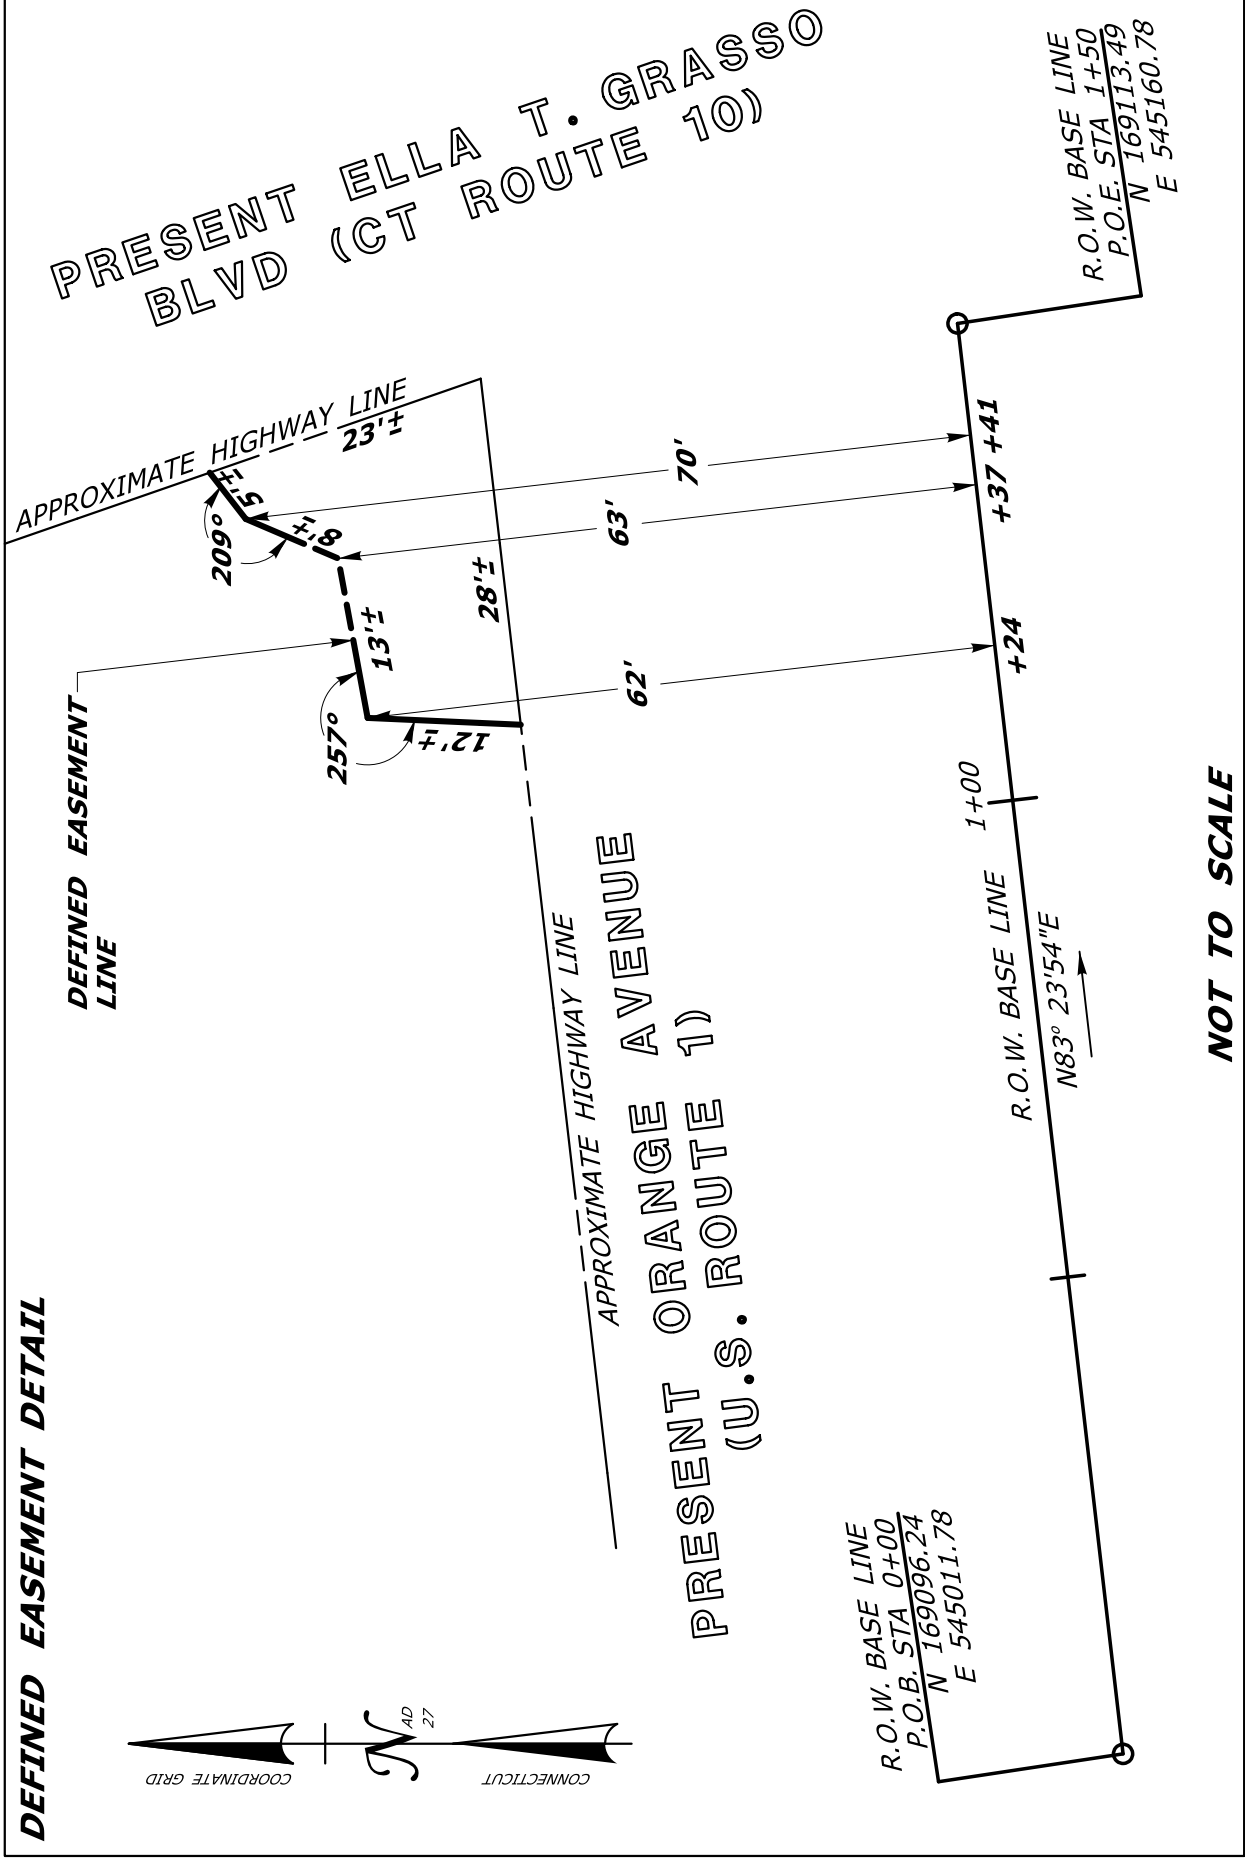 DEFINED EASEMENT DETAIL
PRESENT ELLA T. GRASSO
BLVD (CT ROUTE 10)
APPROXIMATE HIGHWAY LINE
23'±
5'±
209°
8'±
13'±
28'±
257°
12'±
70'
63'
62'
DEFINED EASEMENT
LINE
+41
+37
+24
1+00
R.O.W. BASE LINE
P.O.E. STA 1+50
N 169113.49
E 545160.78
APPROXIMATE HIGHWAY LINE
PRESENT ORANGE AVENUE
(U.S. ROUTE 1)
R.O.W. BASE LINE
N83° 23'54"E
R.O.W. BASE LINE
P.O.B. STA 0+00
N 169096.24
E 545011.78
COORDINATE GRID
N
AD
27
CONNECTICUT
NOT TO SCALE